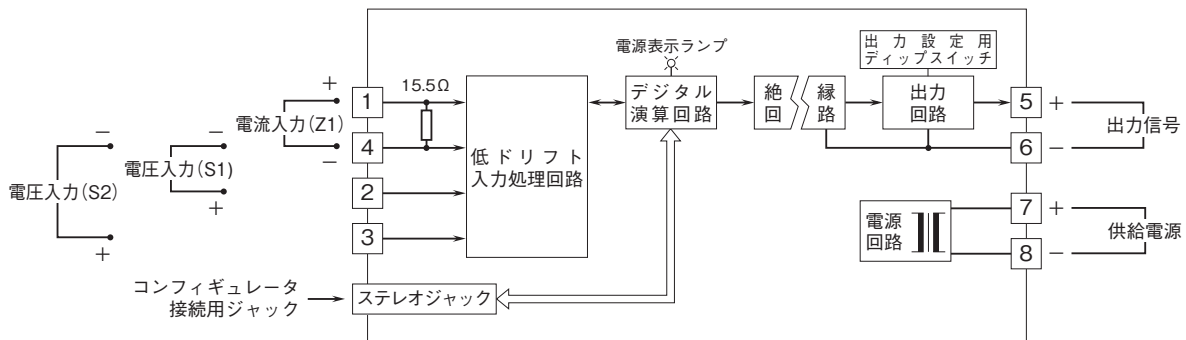 電源表示ランプ
出力設定用
ディップスイッチ
+
15.5Ω
1
電流入力(Z1)
4
−
デジタル
演算回路
絶縁
回路
出力
回路
5
+
出力信号
6
−
−
電圧入力(S2)
+
−
電圧入力(S1)
+
2
3
低ドリフト
入力処理回路
電源
回路
7
+
供給電源
8
−
コンフィギュレータ
接続用ジャック
ステレオジャック